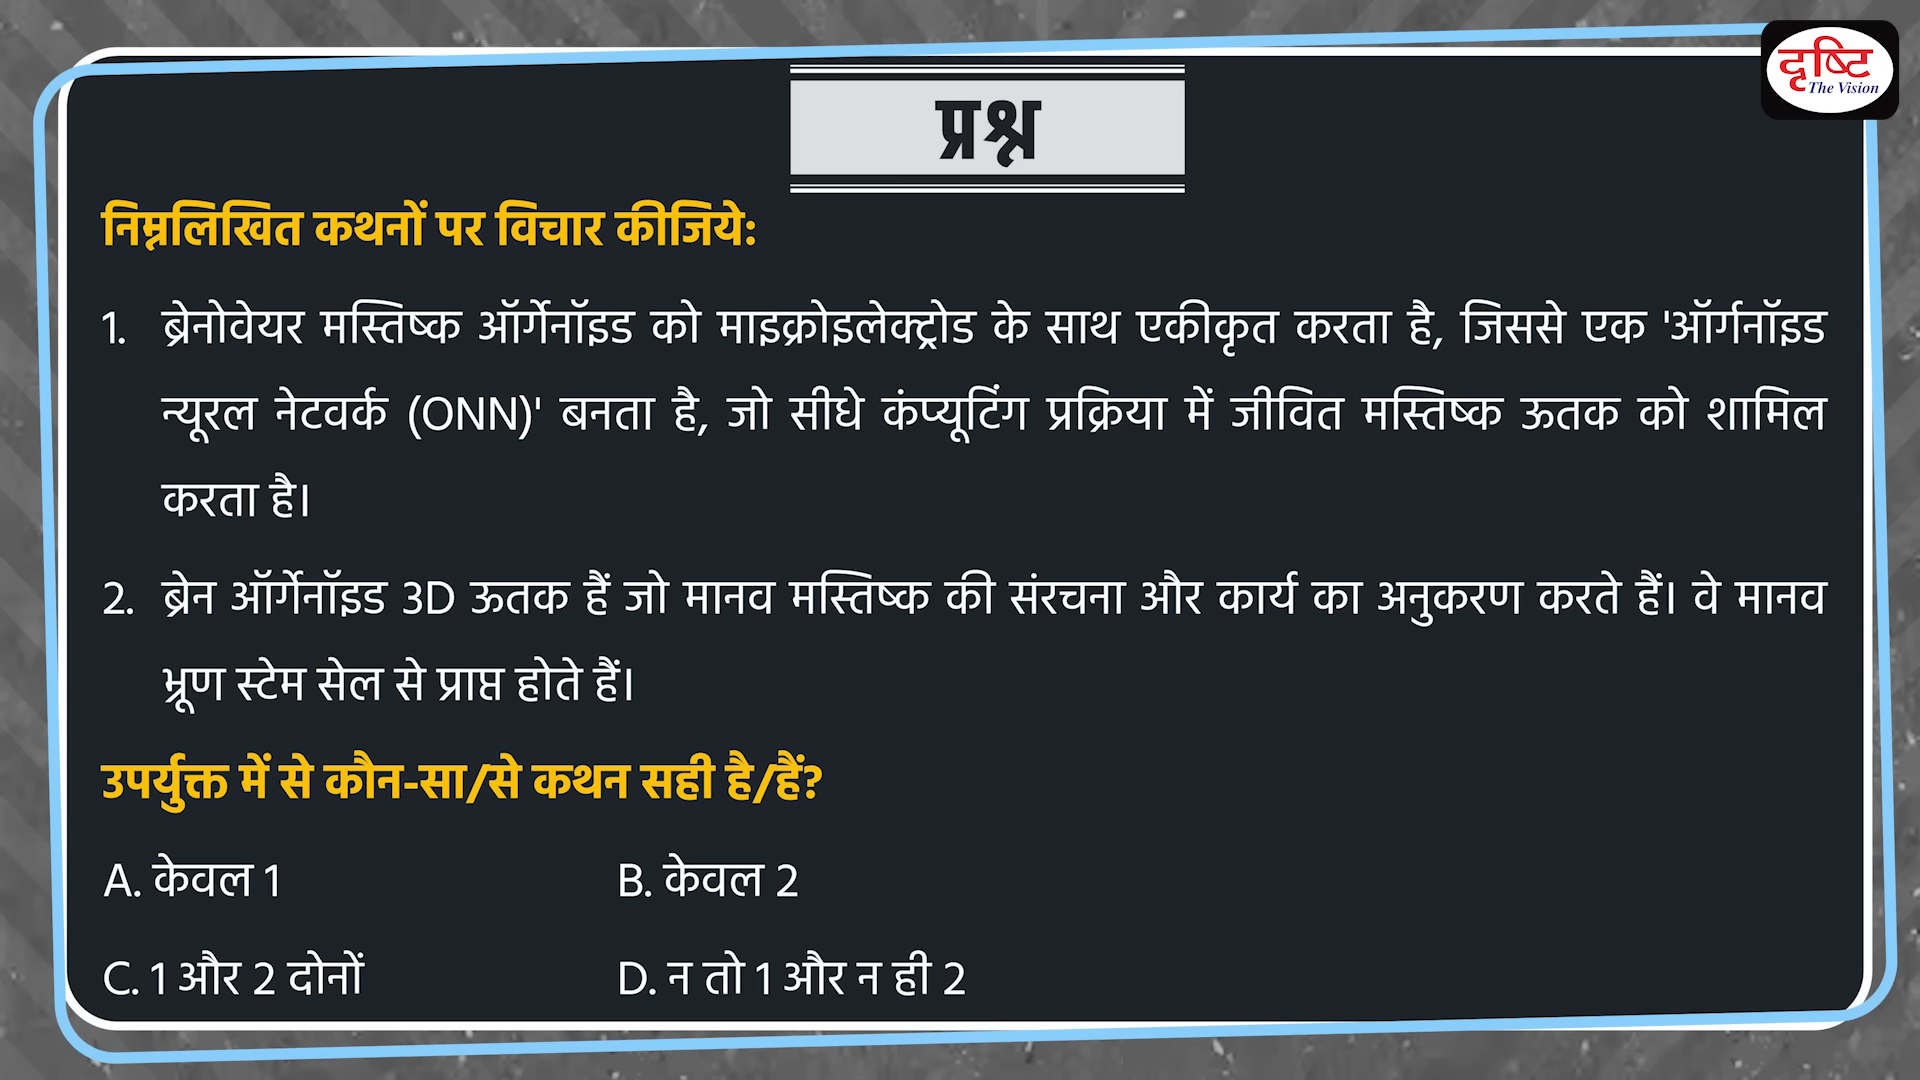 दृष्टि
The Vision
प्रश्न
निम्नलिखित कथनों पर विचार कीजिये:
1. ब्रेनोवेयर मस्तिष्क ऑर्गेनॉइड को माइक्रोइलेक्ट्रोड के साथ एकीकृत करता है, जिससे एक 'ऑर्गनॉइड
न्यूरल नेटवर्क (ONN)' बनता है, जो सीधे कंप्यूटिंग प्रक्रिया में जीवित मस्तिष्क ऊतक को शामिल
करता है।
2. ब्रेन ऑर्गेनॉइड 3D ऊतक हैं जो मानव मस्तिष्क की संरचना और कार्य का अनुकरण करते हैं। वे मानव
भ्रूण स्टेम सेल से प्राप्त होते हैं।
उपर्युक्त में से कौन-सा/से कथन सही है/हैं?
A. केवल 1 B. केवल 2
C. 1 और 2 दोनों D. न तो 1 और न ही 2